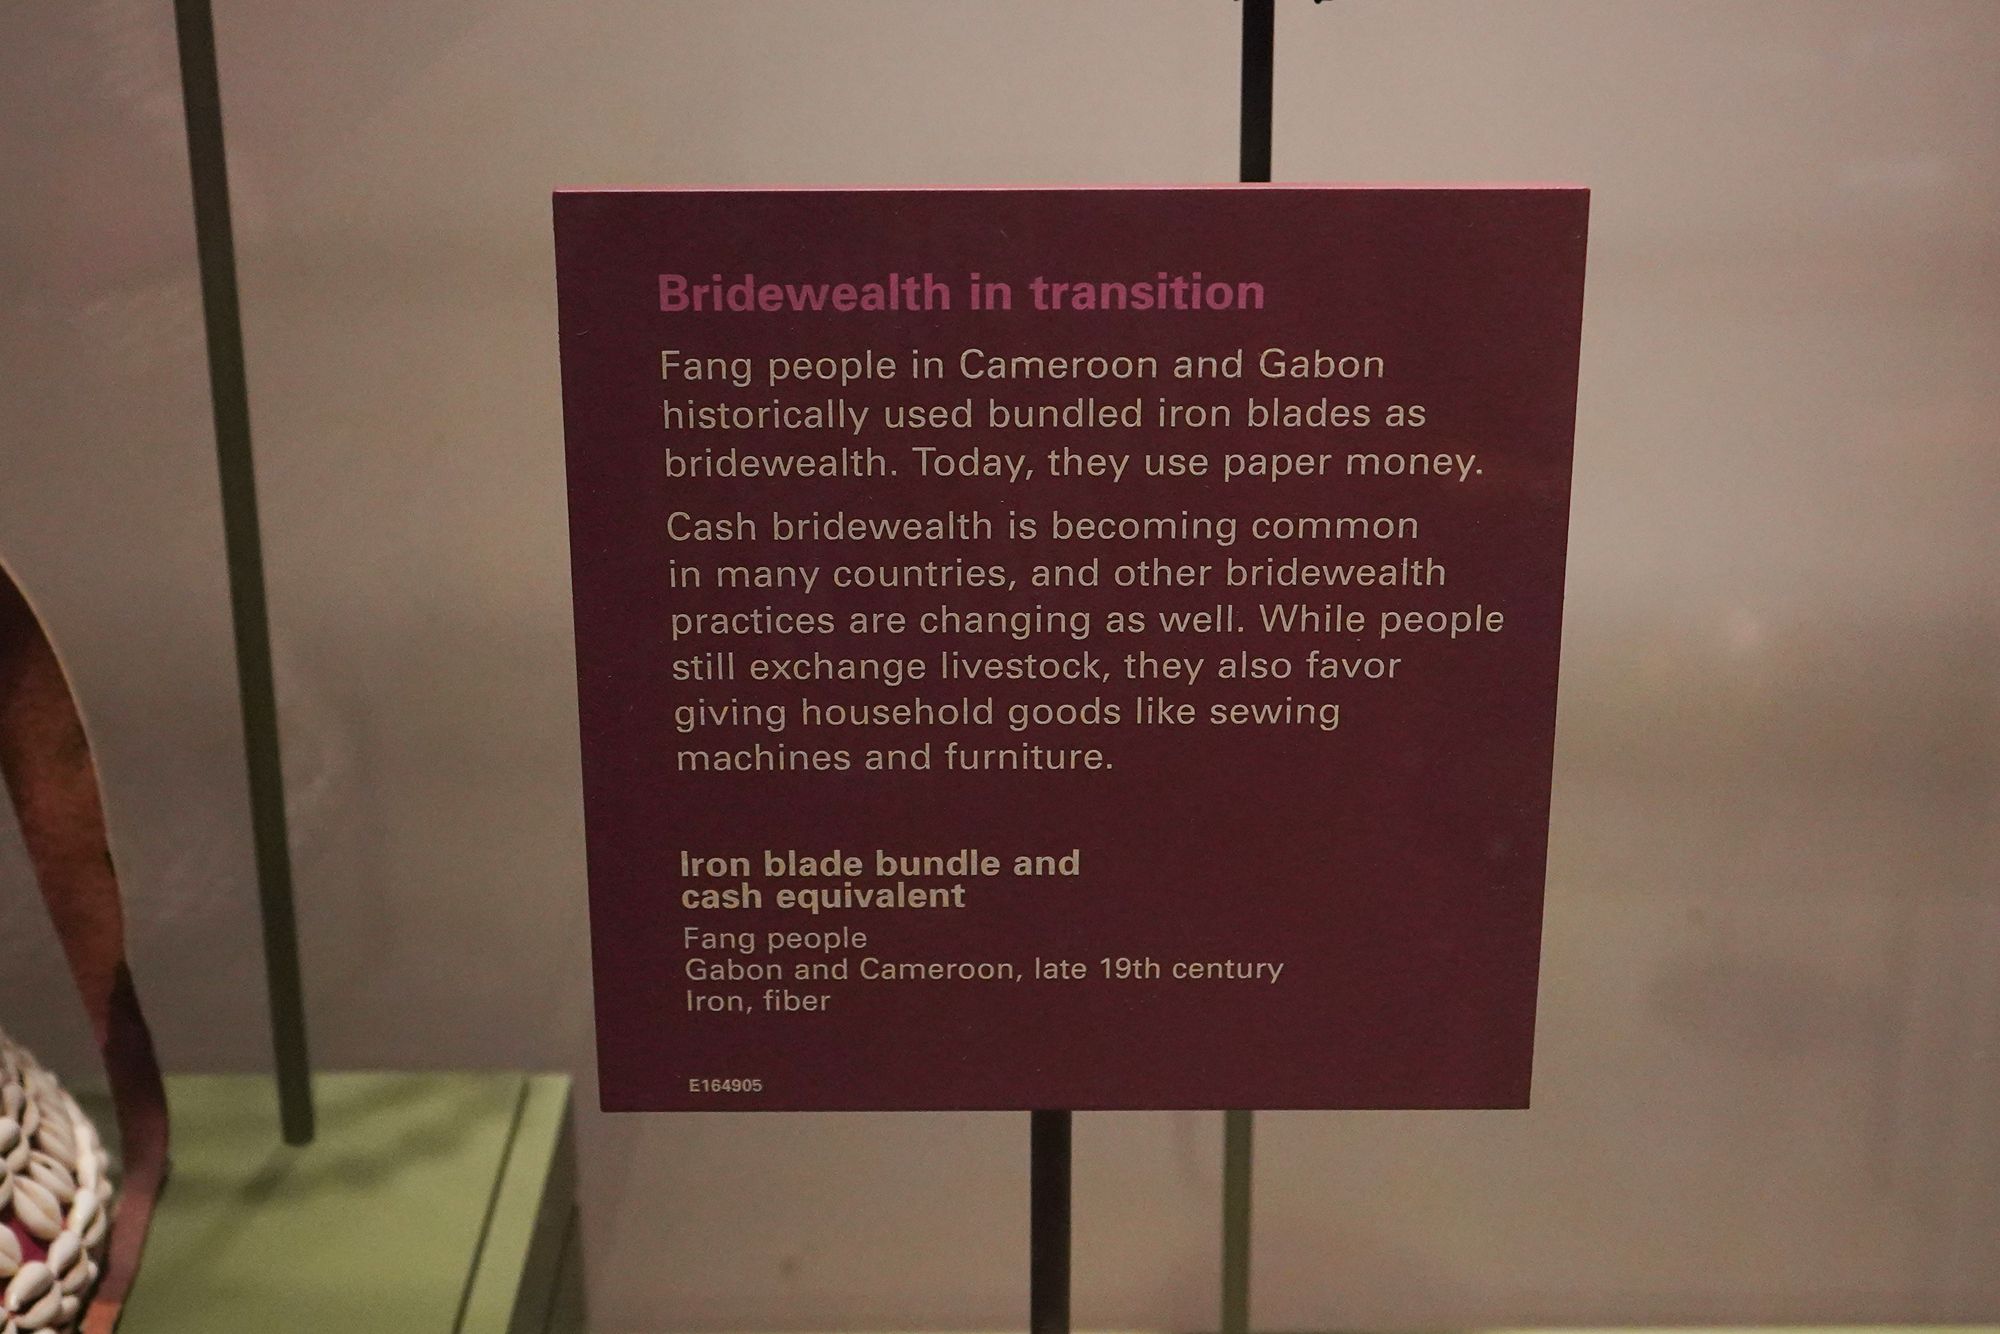 Bridewealth in transition
Fang people in Cameroon and Gabon
historically used bundled iron blades as
bridewealth. Today, they use paper money.
Cash bridewealth is becoming common
in many countries, and other bridewealth
practices are changing as well. While people
still exchange livestock, they also favor
giving household goods like sewing
machines and furniture.
Iron blade bundle and
cash equivalent
Fang people
Gabon and Cameroon, late 19th century
Iron, fiber
E164905